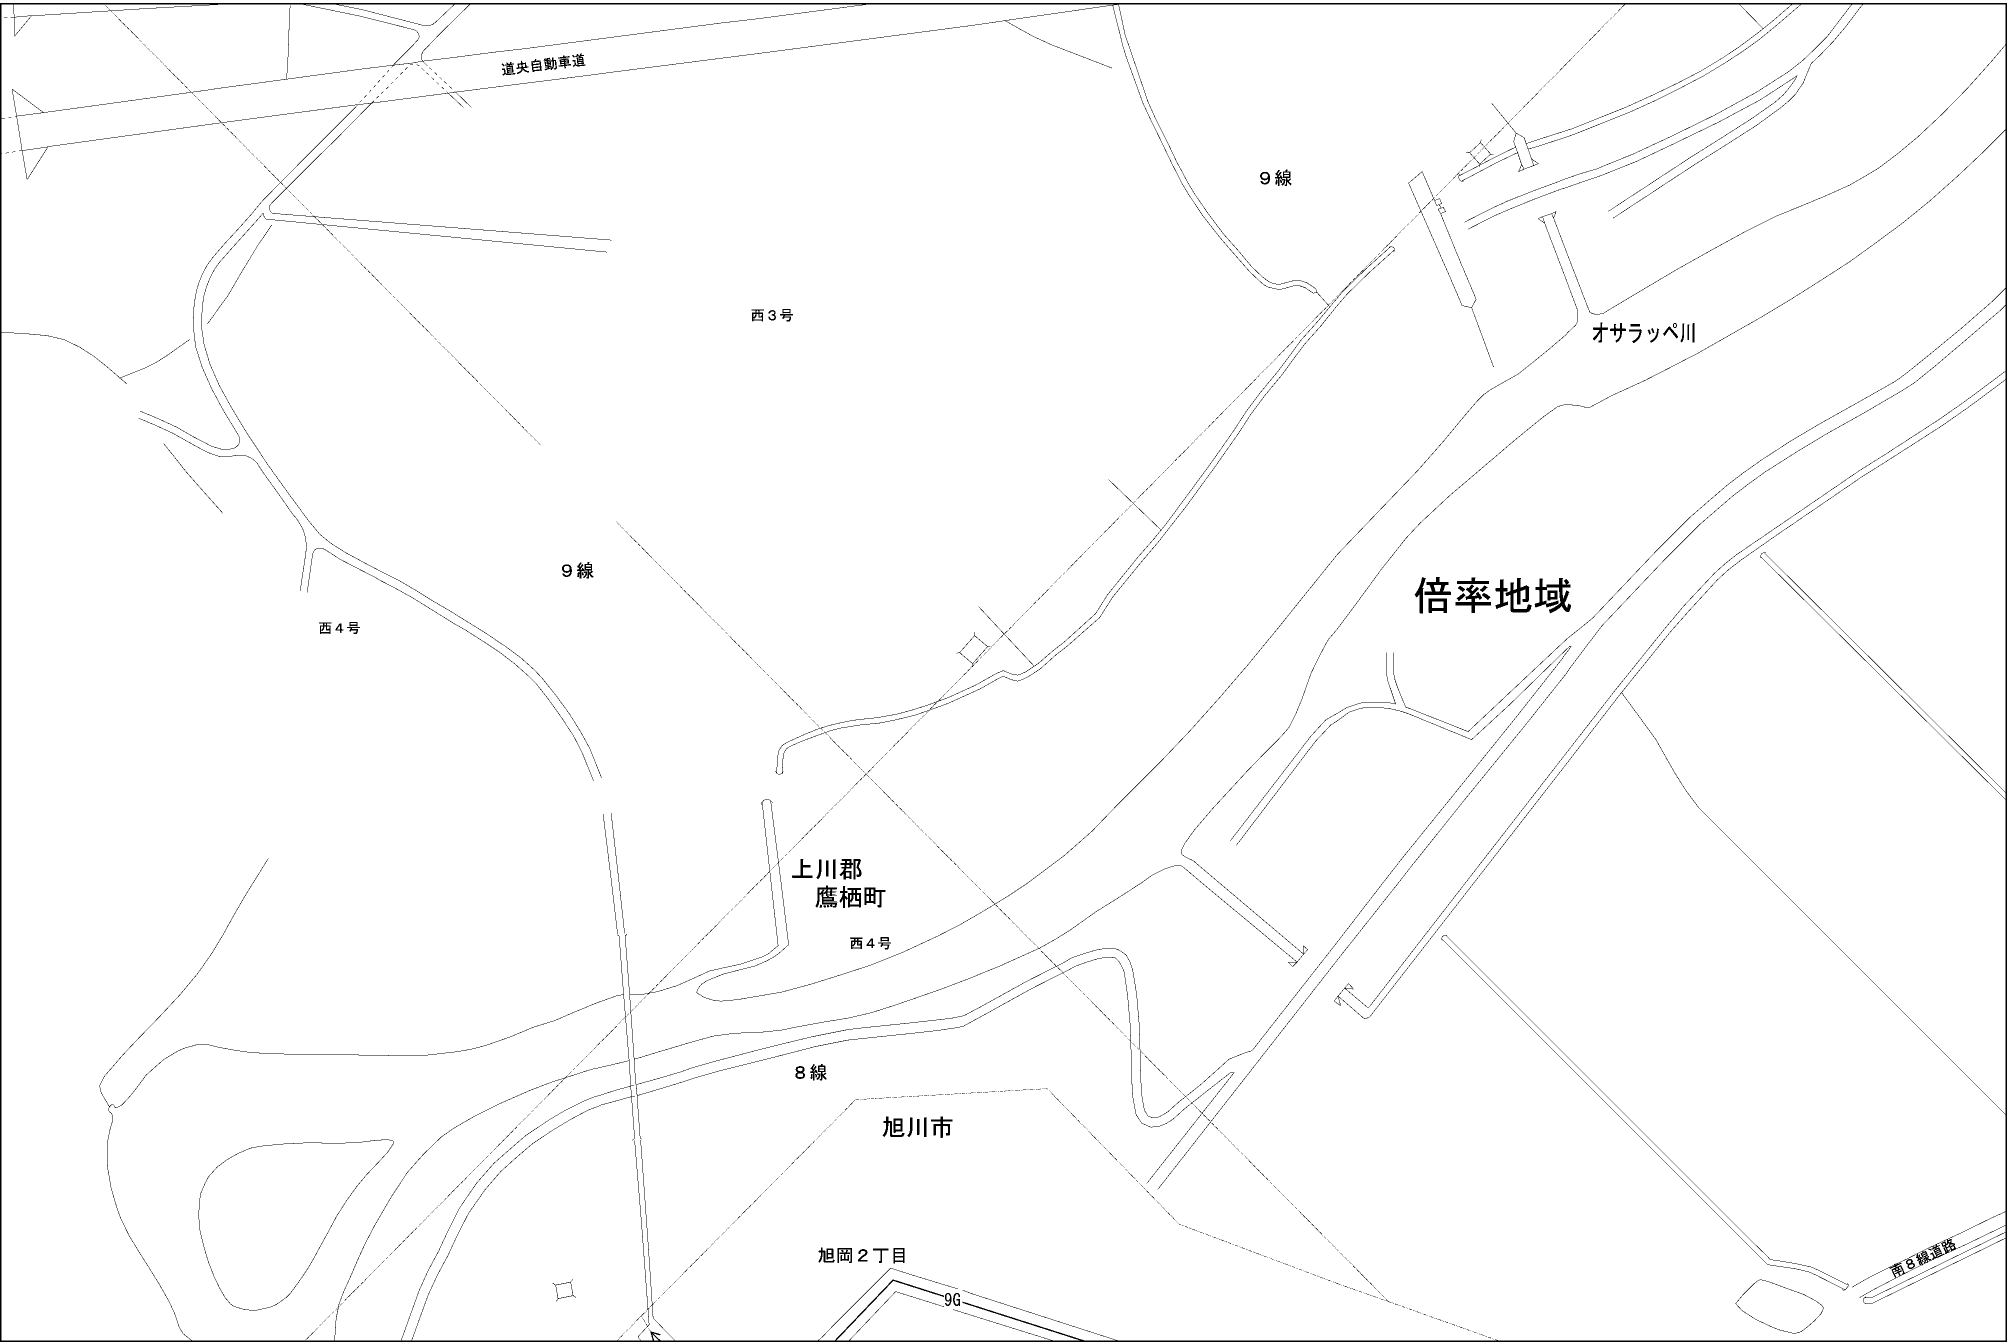 道央自動車道
９線
西３号
オサラッペ川
９線
倍率地域
西４号
上川郡
鷹栖町
西４号
８線
旭川市
旭岡２丁目
南８線道路
9G